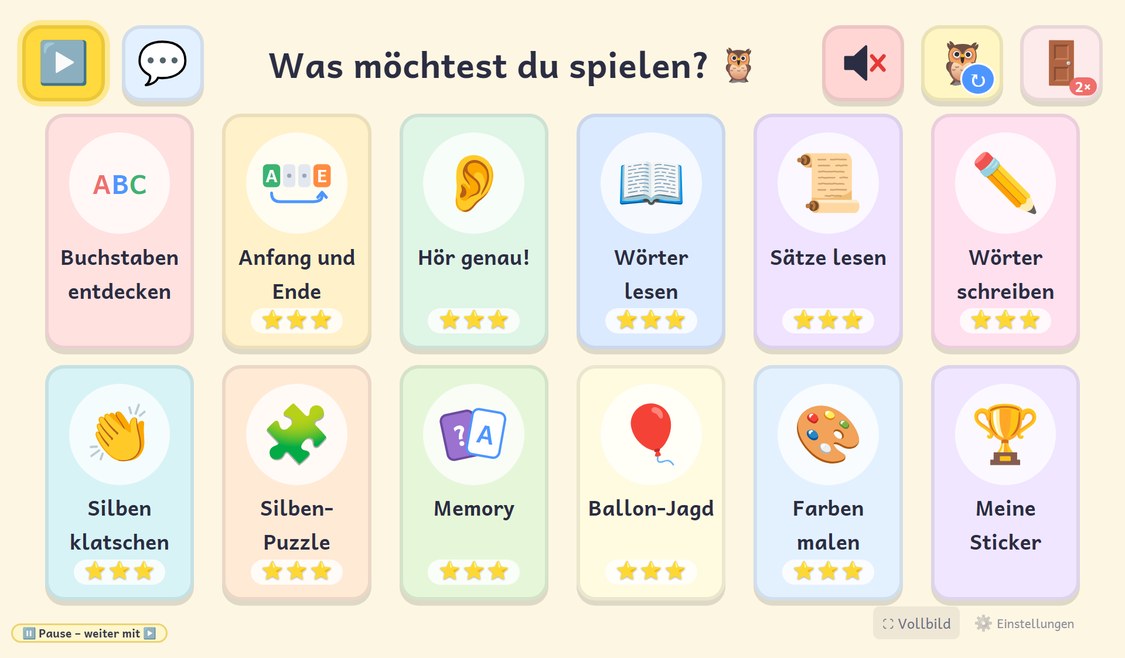 Was möchtest du spielen?
2×
ABC
Buchstaben
entdecken
A E
Anfang und
Ende
Hör genau!
Wörter
lesen
Sätze lesen
Wörter
schreiben
Silben
klatschen
Silben-
Puzzle
? A
Memory
Ballon-Jagd
Farben
malen
Meine
Sticker
Pause – weiter mit
Vollbild
Einstellungen